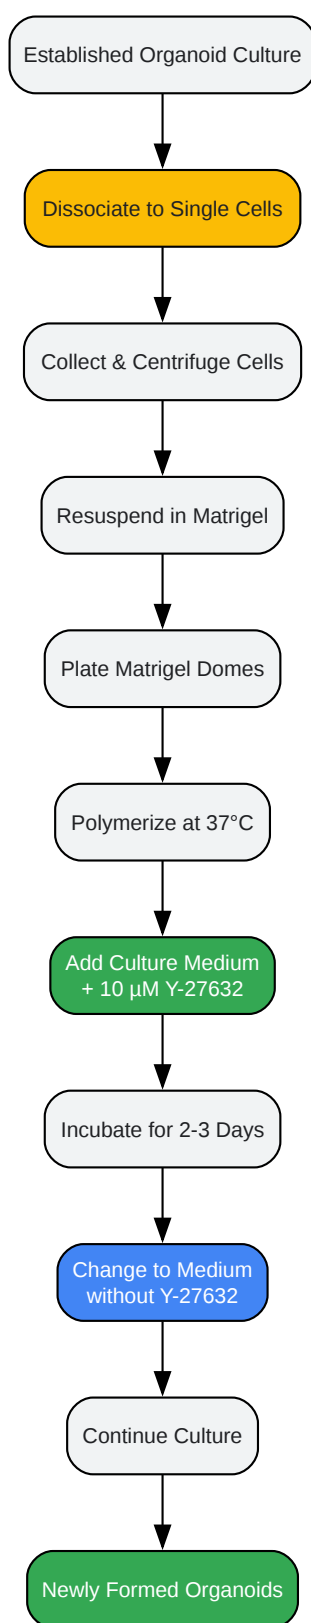 Established Organoid Culture
Dissociate to Single Cells
Collect & Centrifuge Cells
Resuspend in Matrigel
Plate Matrigel Domes
Polymerize at 37°C
Add Culture Medium
+ 10 µM Y-27632
Incubate for 2-3 Days
Change to Medium
without Y-27632
Continue Culture
Newly Formed Organoids